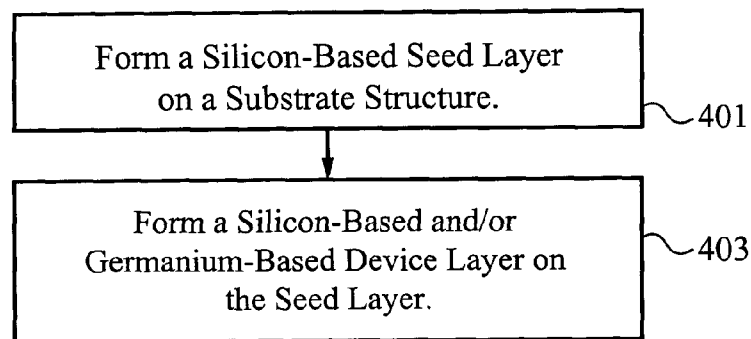 Form a Silicon-Based Seed Layer
on a Substrate Structure.
401
Form a Silicon-Based and/or
Germanium-Based Device Layer on
the Seed Layer.
403